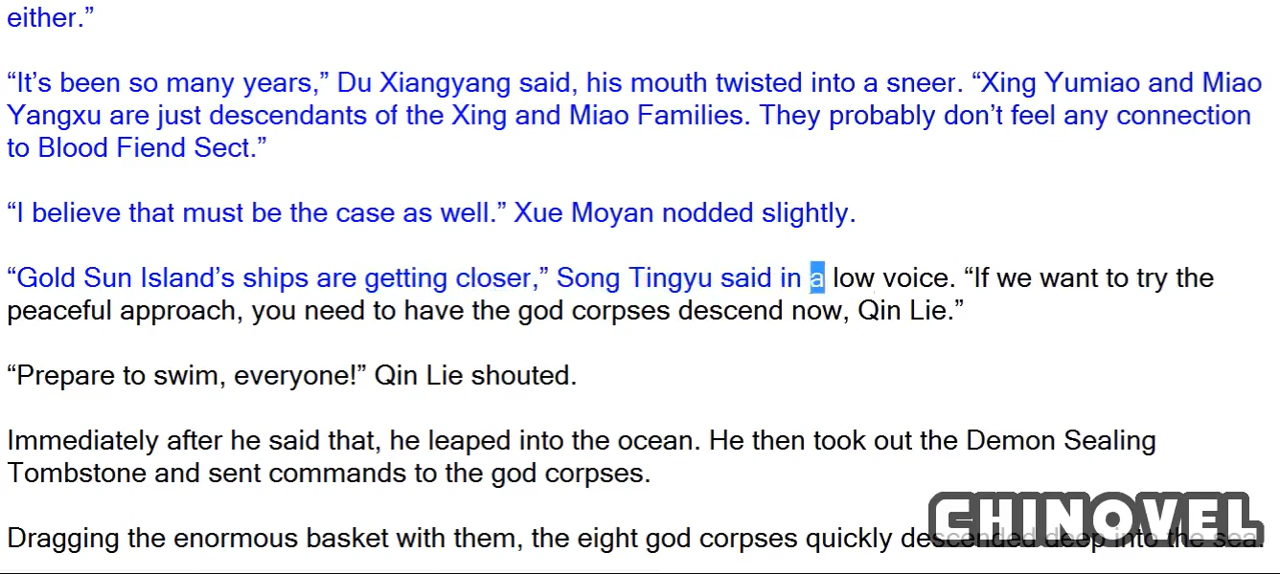 either.”
“It’s been so many years,” Du Xiangyang said, his mouth twisted into a sneer. “Xing Yumiao and Miao
Yangxu are just descendants of the Xing and Miao Families. They probably don’t feel any connection
to Blood Fiend Sect.”
“I believe that must be the case as well.” Xue Moyan nodded slightly.
“Gold Sun Island’s ships are getting closer,” Song Tingyu said in a low voice. “If we want to try the
peaceful approach, you need to have the god corpses descend now, Qin Lie.”
“Prepare to swim, everyone!” Qin Lie shouted.
Immediately after he said that, he leaped into the ocean. He then took out the Demon Sealing
Tombstone and sent commands to the god corpses.
Dragging the enormous basket with them, the eight god corpses quickly descended deep into the sea.
CHINOVEL